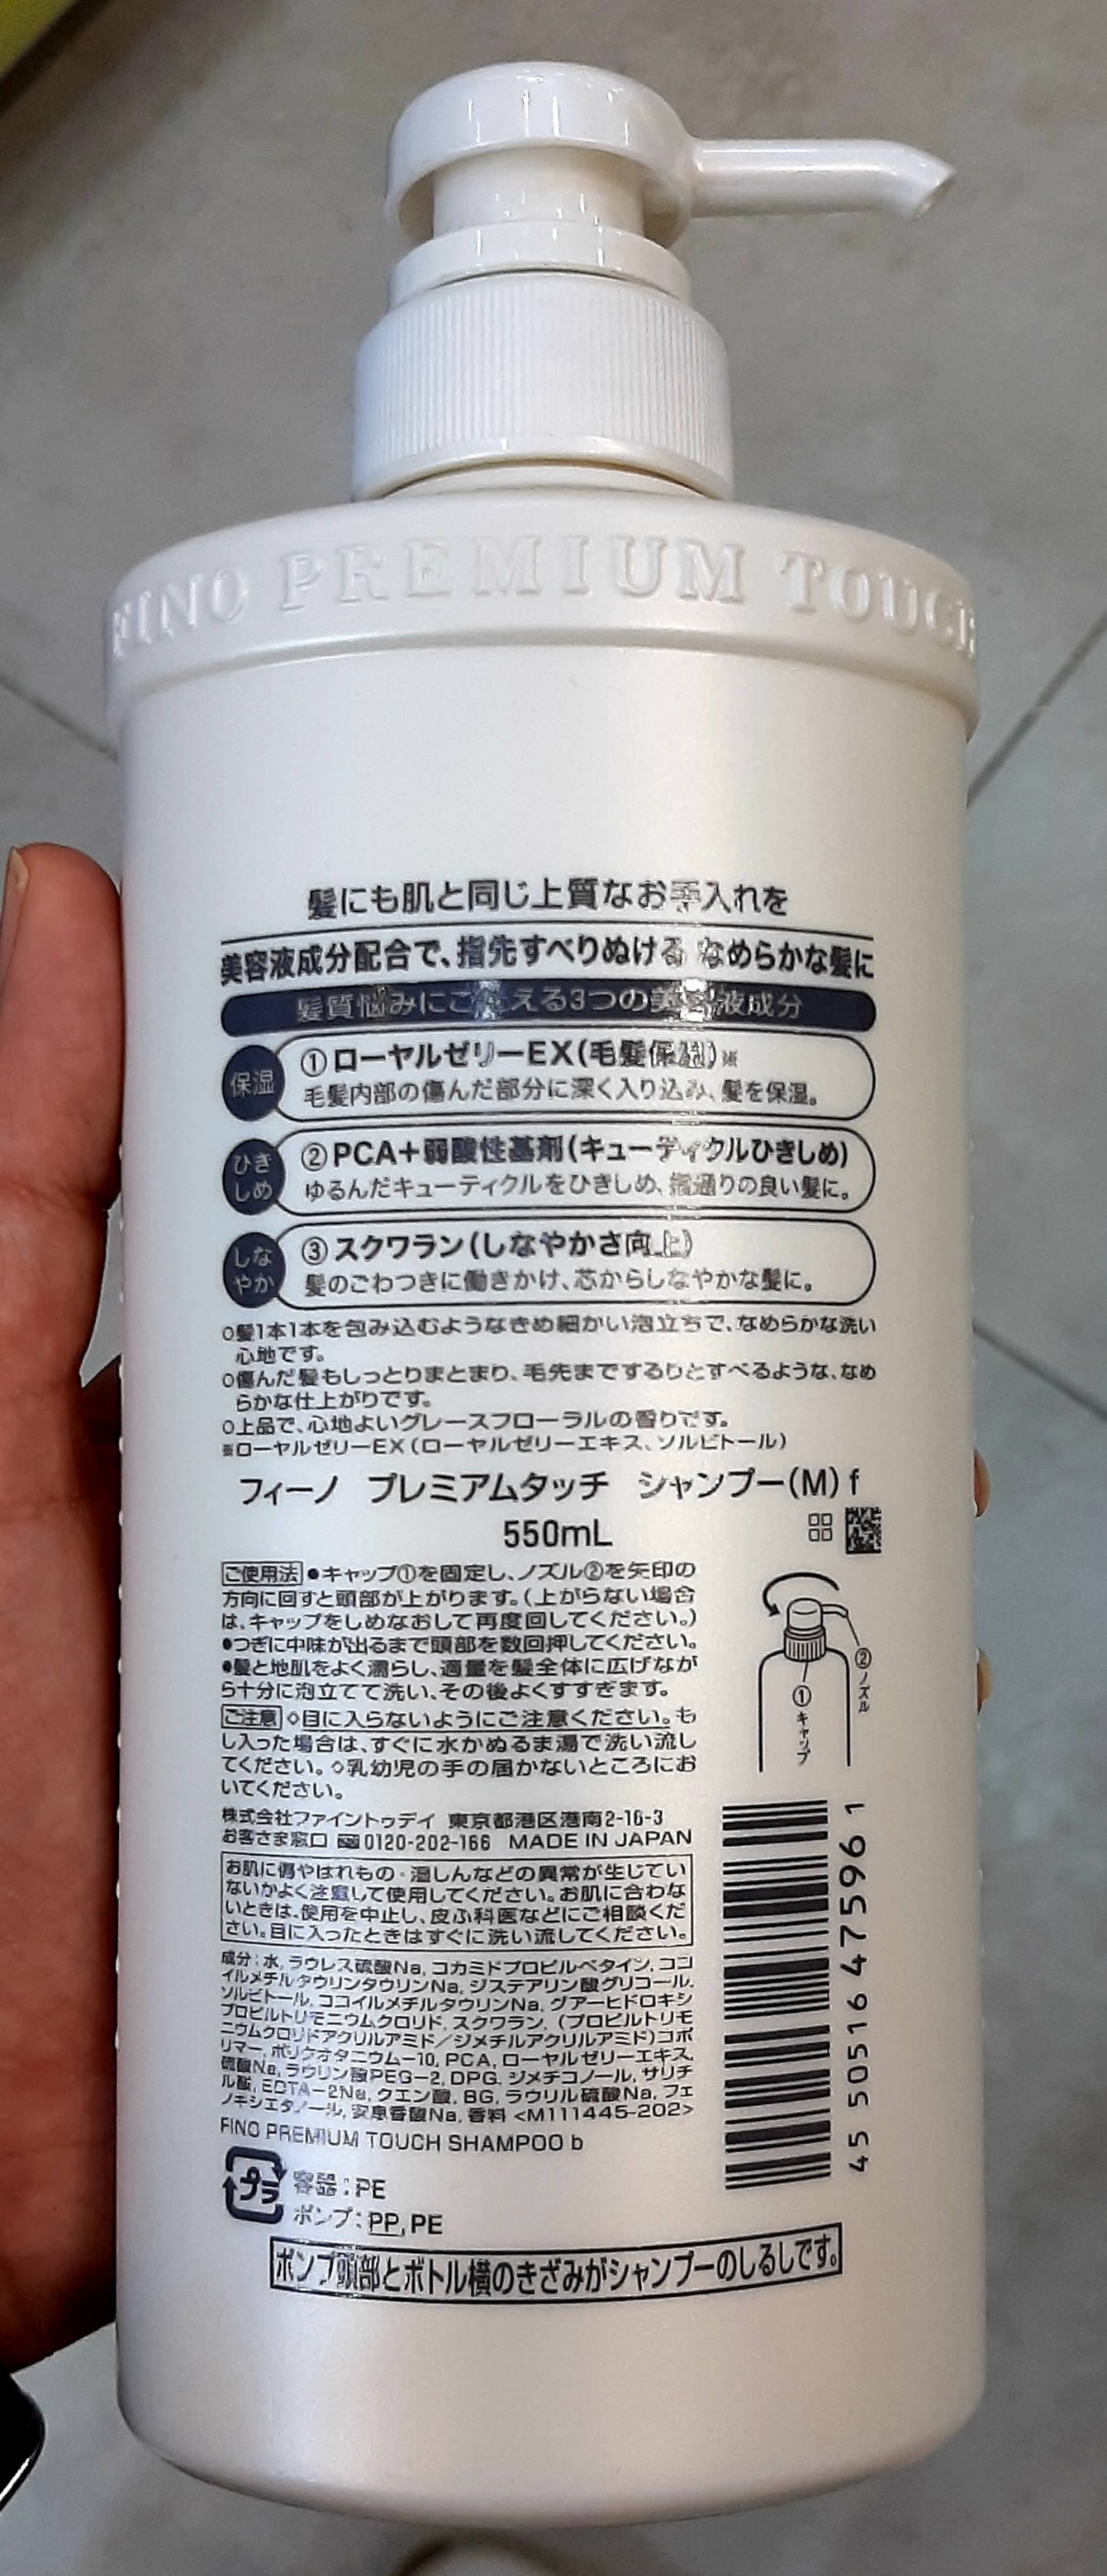 FINO PREMIUM TOUCH
髪にも肌と同じ上質なお手入れを
美容液成分配合で、指先すべりぬける なめらかな髪に
髪質悩みにこたえる3つの美容液成分
保湿
①ローヤルゼリーEX(毛髪保湿)※
毛髪内部の傷んだ部分に深く入り込み、髪を保湿。
ひき
しめ
②PCA+弱酸性基剤(キューティクルひきしめ)
ゆるんだキューティクルをひきしめ、指通りの良い髪に。
しな
やか
③スクワラン(しなやかさ向上)
髪のごわつきに働きかけ、芯からしなやかな髪に。
○髪1本1本を包み込むようなきめ細かい泡立ちで、なめらかな洗い
心地です。
○傷んだ髪もしっとりまとまり、毛先までするりとすべるような、なめ
らかな仕上がりです。
○上品で、心地よいグレースフローラルの香りです。
※ローヤルゼリーEX(ローヤルゼリーエキス、ソルビトール)
フィーノ プレミアムタッチ シャンプー(M) f
550mL
ご使用法 ●キャップ①を固定し、ノズル②を矢印の
方向に回すと頭部が上がります。(上がらない場合
は、キャップをしめなおして再度回してください。)
●つぎに中味が出るまで頭部を数回押してください。
●髪と地肌をよく濡らし、適量を髪全体に広げなが
ら十分に泡立てて洗い、その後よくすすぎます。
ご注意 ◇目に入らないようにご注意ください。も
し入った場合は、すぐに水かぬるま湯で洗い流し
てください。◇乳幼児の手の届かないところにお
いてください。
②ノズル
①キャップ
株式会社ファイントゥデイ 東京都港区港南2-16-3
お客さま窓口 0120-202-166 MADE IN JAPAN
お肌に傷やはれもの・湿しんなどの異常が生じてい
ないかよく注意して使用してください。お肌に合わな
いときは、使用を中止し、皮ふ科医などにご相談くだ
さい。目に入ったときはすぐに洗い流してください。
成分:水, ラウレス硫酸Na, コカミドプロピルベタイン, ココ
イルメチルタウリンタウリンNa, ジステアリン酸グリコール,
ソルビトール, ココイルメチルタウリンNa, グアーヒドロキシ
プロピルトリモニウムクロリド, スクワラン, (プロピルトリモ
ニウムクロリドアクリルアミド/ジメチルアクリルアミド)コポ
リマー, ポリクオタニウム-10, PCA, ローヤルゼリーエキス,
硫酸Na, ラウリン酸PEG-2, DPG, ジメチコノール, サリチ
ル酸, EDTA-2Na, クエン酸, BG, ラウリル硫酸Na, フェ
ノキシエタノール, 安息香酸Na, 香料 <M111445-202>
FINO PREMIUM TOUCH SHAMPOO b
プラ
容器:PE
ポンプ:PP, PE
4550516475961
ポンプ頭部とボトル横のきざみがシャンプーのしるしです。